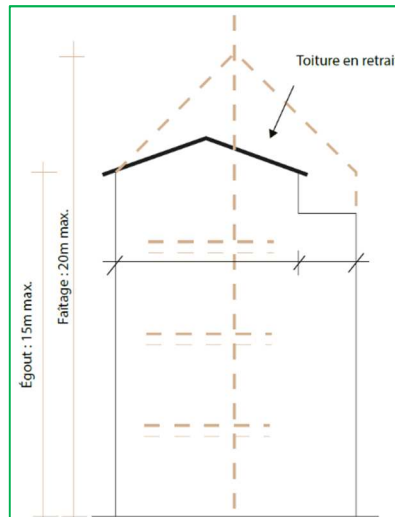 Toiture en retrai
Faîtage : 20m max.
Égout : 15m max.